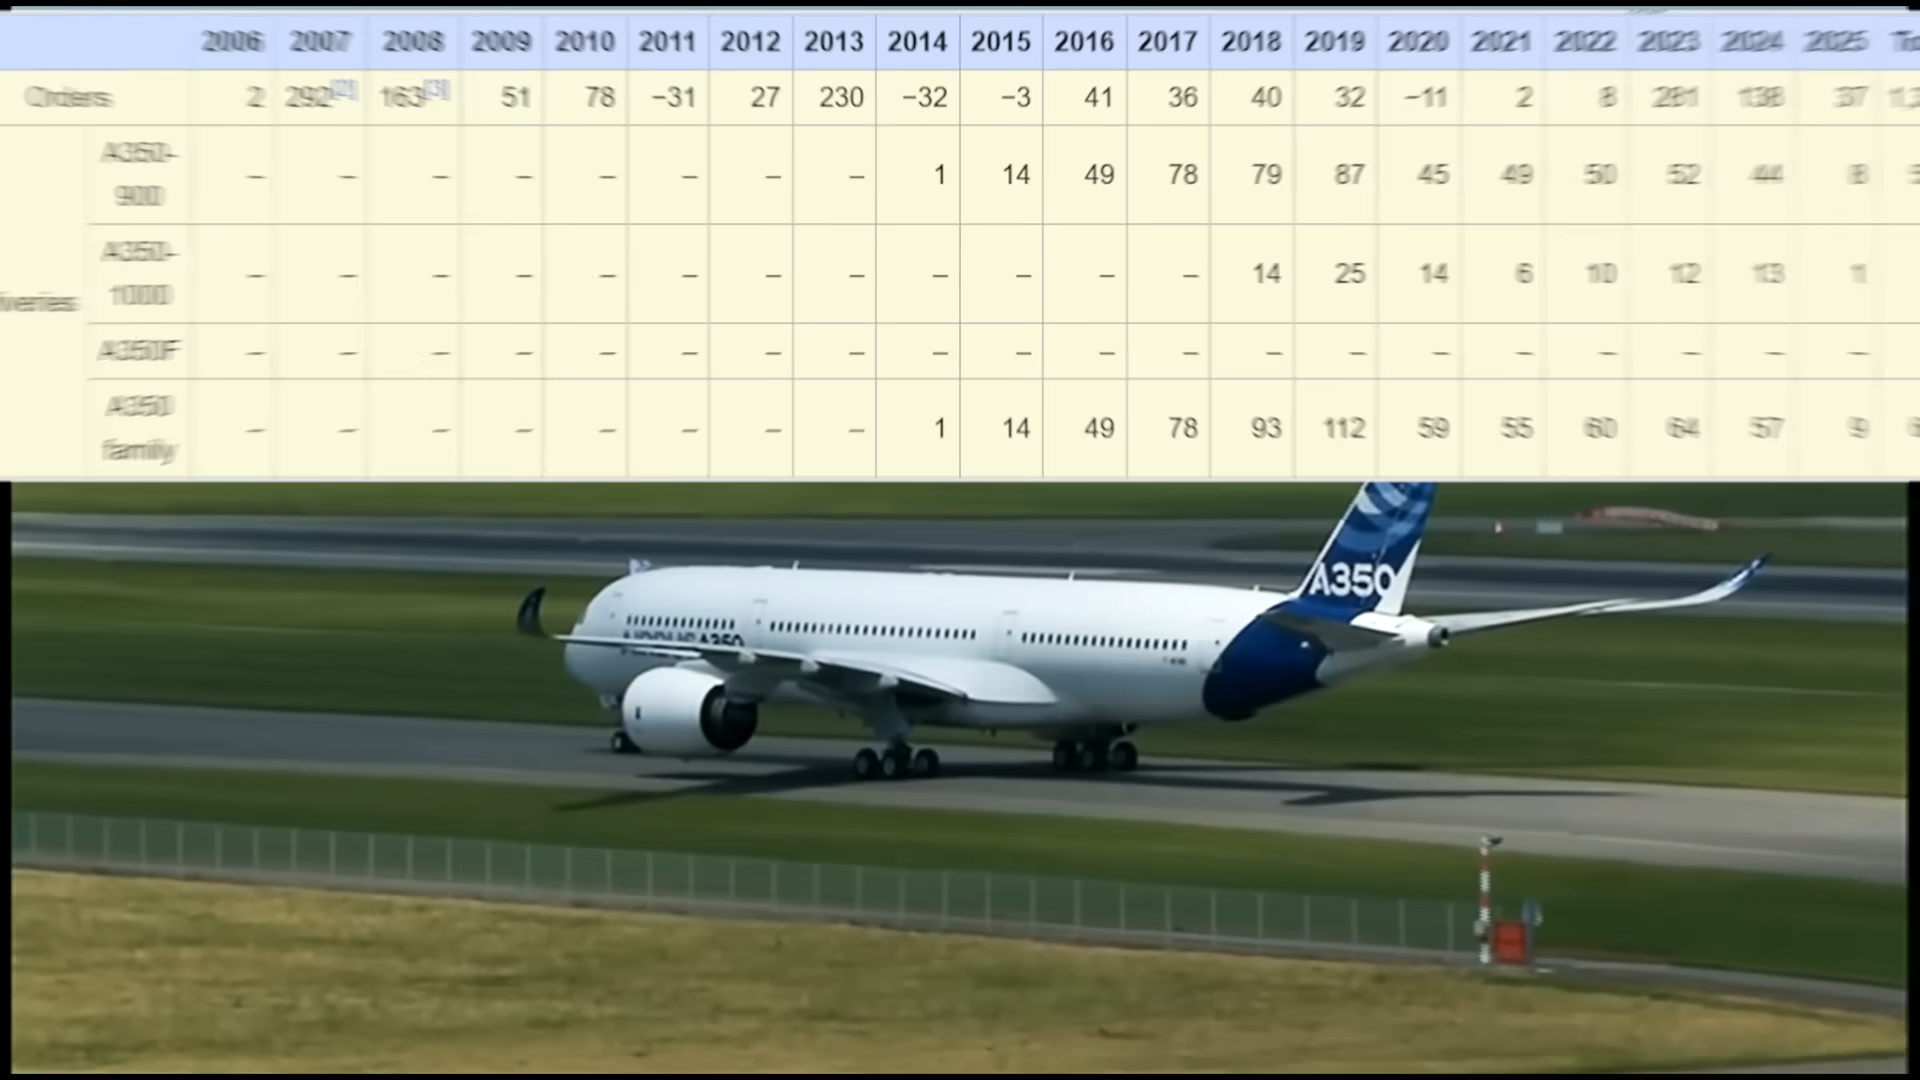 2006 2007 2008 2009 2010 2011 2012 2013 2014 2015 2016 2017 2018 2019 2020 2021 2022 2023 2024 2025
Orders 2 292[2] 163[3] 51 78 −31 27 230 −32 −3 41 36 40 32 −11 2 8 281 138 37
A350-
900
– – – – – – – – 1 14 49 78 79 87 45 49 50 52 44 8
A350-
1000
– – – – – – – – – – – – 14 25 14 6 10 12 13 1
A350F – – – – – – – – – – – – – – – – – – – –
A350
family
– – – – – – – – 1 14 49 78 93 112 59 55 60 64 57 9
A350
A350